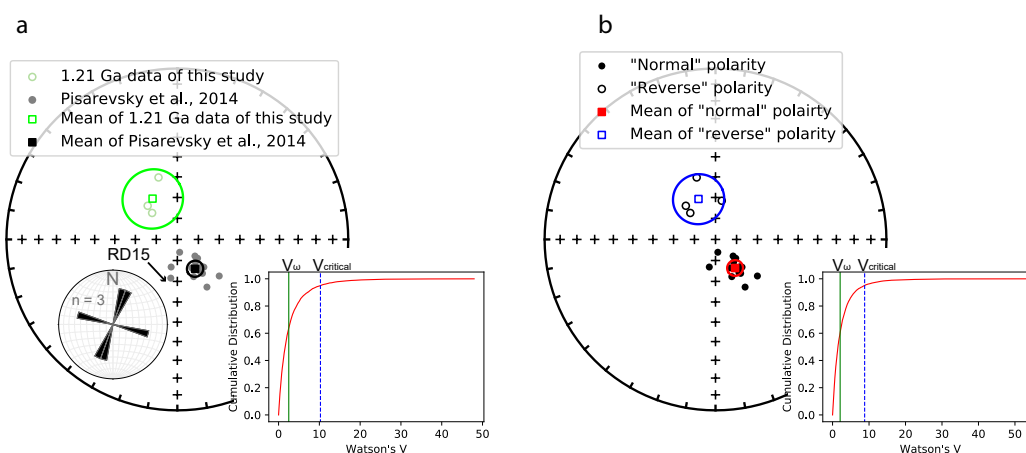 a
1.21 Ga data of this study
Pisarevsky et al., 2014
Mean of 1.21 Ga data of this study
Mean of Pisarevsky et al., 2014
RD15
N
n = 3
Vω
Vcritical
1.0
0.8
0.6
0.4
0.2
0.0
Cumulative Distribution
0
10
20
30
40
50
Watson's V
b
"Normal" polarity
"Reverse" polarity
Mean of "normal" polairty
Mean of "reverse" polarity
Vω
Vcritical
1.0
0.8
0.6
0.4
0.2
0.0
Cumulative Distribution
0
10
20
30
40
50
Watson's V